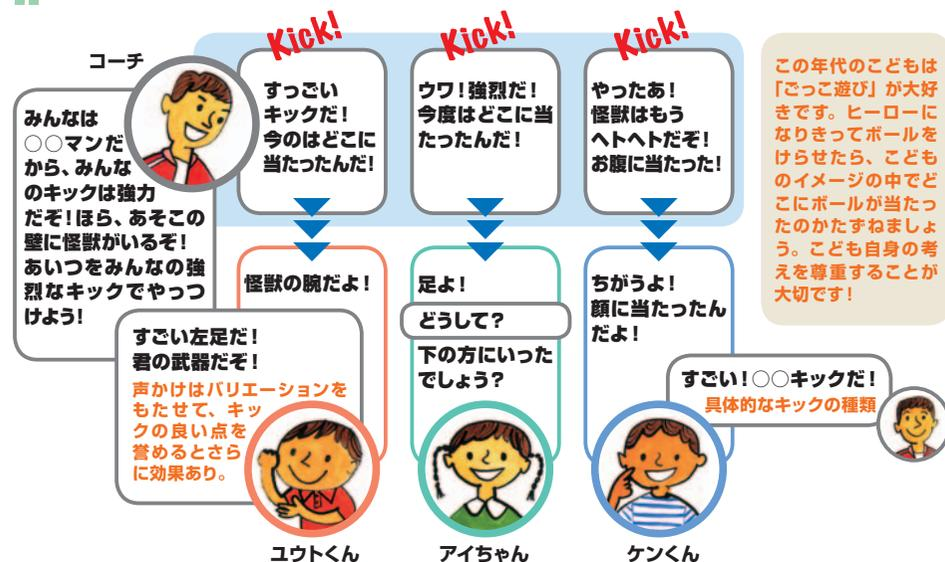 コーチ
みんなは
○○マンだ
から、みんな
のキックは強力
だぞ！ほら、あそこの
壁に怪獣がいるぞ！
あいつをみんなの強
烈なキックでやっつ
けよう！
Kick!
すっごい
キックだ！
今のはどこに
当たったんだ！
Kick!
ウワ！強烈だ！
今度はどこに当
たったんだ！
Kick!
やったあ！
怪獣はもう
ヘトヘトだぞ！
お腹に当たった！
怪獣の腕だよ！
すごい左足だ！
君の武器だぞ！
声かけはバリエーションを
もたせて、キッ
クの良い点を
誉めるとさら
に効果あり。
ユウトくん
足よ！
どうして？
下の方にいった
でしょう？
アイちゃん
ちがうよ！
顔に当たったん
だよ！
すごい！○○キックだ！
具体的なキックの種類
ケンくん
この年代のこどもは
「ごっこ遊び」が大好
きです。ヒーローに
なりきってボールを
けらせたら、こども
のイメージの中でど
こにボールが当たっ
たのかたずねましょ
う。こども自身の考
えを尊重することが
大切です！